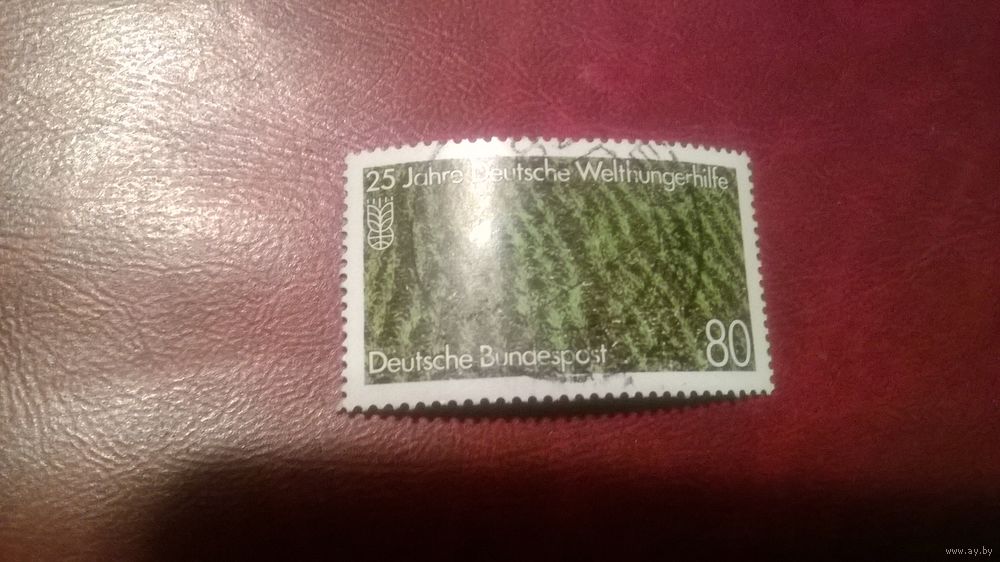 25 Jahre Deutsche Welthungerhilfe
Deutsche Bundespost
80
www.ay.by